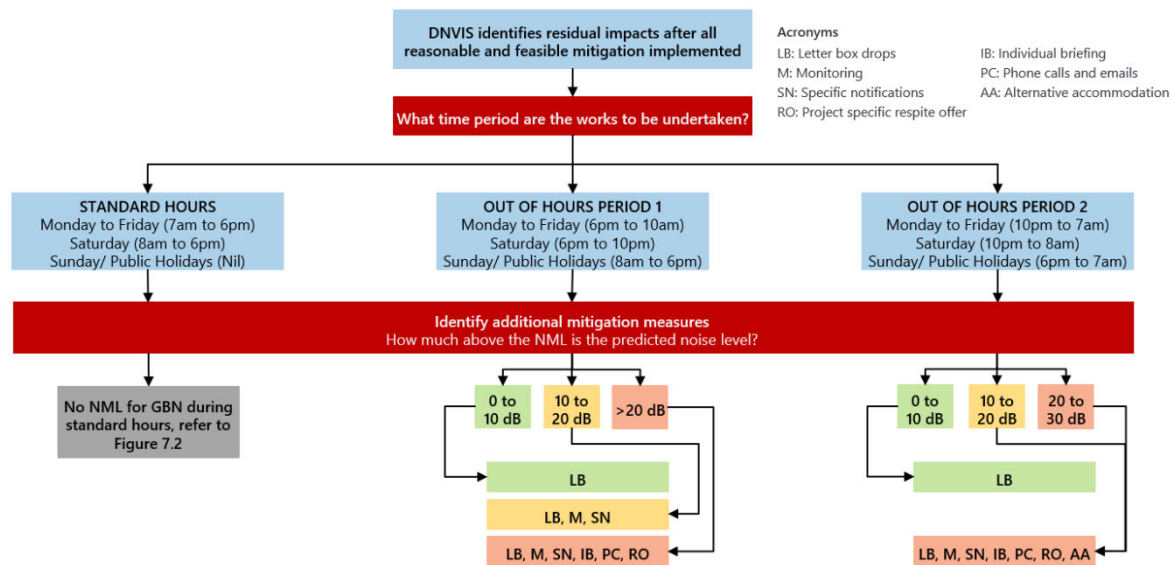 DNVIS identifies residual impacts after all
reasonable and feasible mitigation implemented
Acronyms
LB: Letter box drops
IB: Individual briefing
M: Monitoring
PC: Phone calls and emails
SN: Specific notifications
AA: Alternative accommodation
RO: Project specific respite offer
What time period are the works to be undertaken?
STANDARD HOURS
Monday to Friday (7am to 6pm)
Saturday (8am to 6pm)
Sunday/ Public Holidays (Nil)
OUT OF HOURS PERIOD 1
Monday to Friday (6pm to 10am)
Saturday (6pm to 10pm)
Sunday/ Public Holidays (8am to 6pm)
OUT OF HOURS PERIOD 2
Monday to Friday (10pm to 7am)
Saturday (10pm to 8am)
Sunday/ Public Holidays (6pm to 7am)
Identify additional mitigation measures
How much above the NML is the predicted noise level?
No NML for GBN during
standard hours, refer to
Figure 7.2
0 to
10 dB
10 to
20 dB
>20 dB
LB
LB, M, SN
LB, M, SN, IB, PC, RO
0 to
10 dB
10 to
20 dB
20 to
30 dB
LB
LB, M, SN, IB, PC, RO, AA